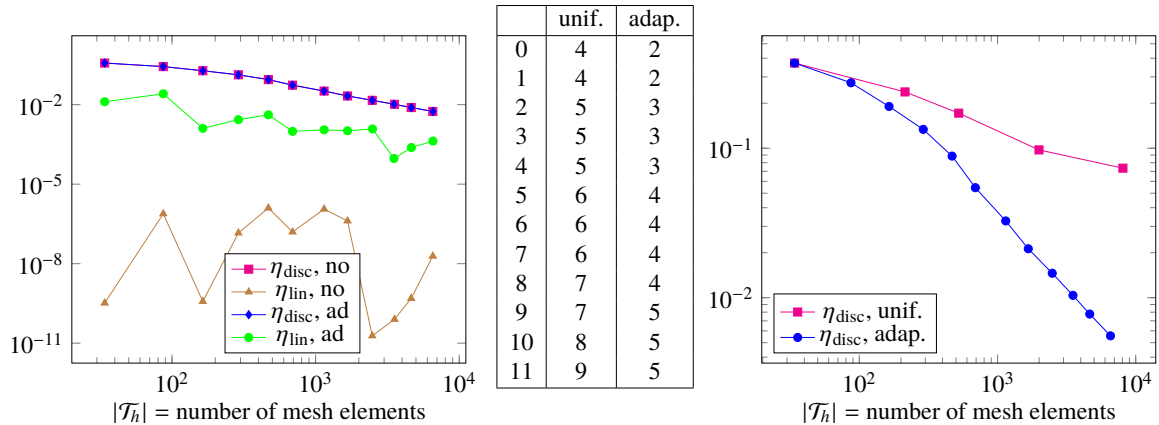 10^{-2}
10^{-5}
10^{-8}
10^{-11}
10^2
10^3
10^4
|𝒯_h| = number of mesh elements
η_disc, no
η_lin, no
η_disc, ad
η_lin, ad
unif. adap.
0 4 2
1 4 2
2 5 3
3 5 3
4 5 3
5 6 4
6 6 4
7 6 4
8 7 4
9 7 5
10 8 5
11 9 5
10^{-1}
10^{-2}
10^2
10^3
10^4
|𝒯_h| = number of mesh elements
η_disc, unif.
η_disc, adap.